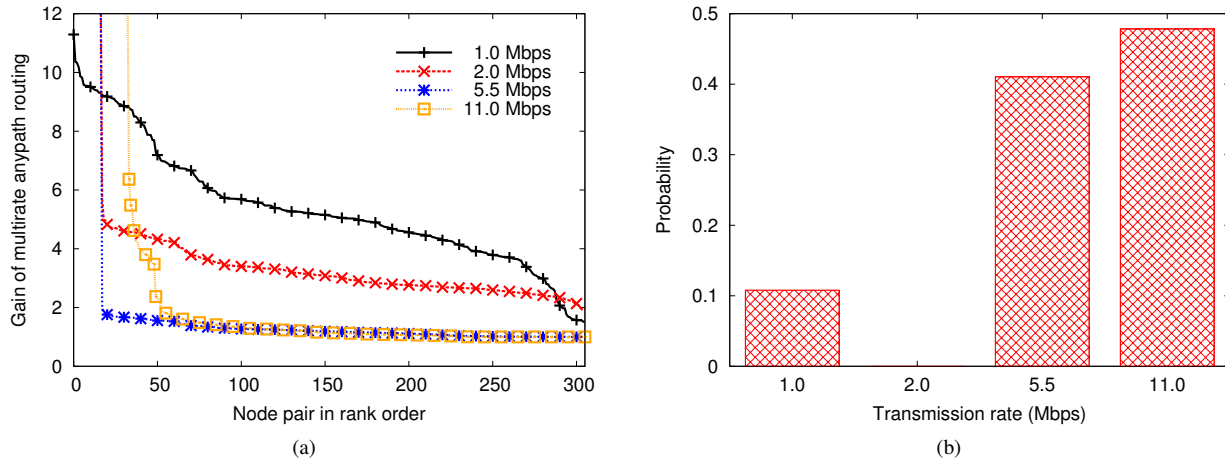 12
10
8
6
4
2
0
Gain of multirate anypath routing
1.0 Mbps
2.0 Mbps
5.5 Mbps
11.0 Mbps
0 50 100 150 200 250 300
Node pair in rank order
(a)
0.5
0.4
0.3
0.2
0.1
0
Probability
1.0 2.0 5.5 11.0
Transmission rate (Mbps)
(b)